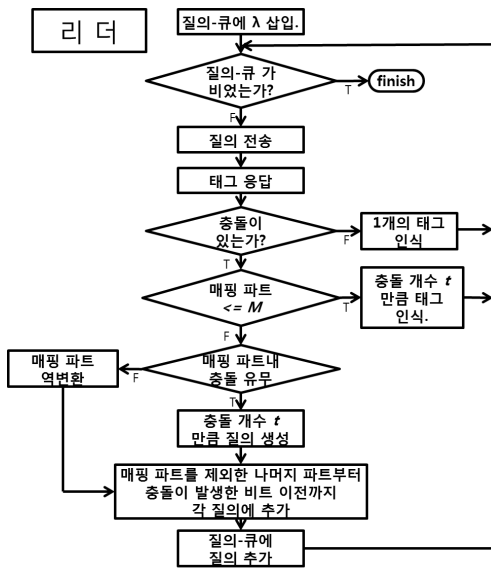 리 더
질의-큐에 λ 삽입.
질의-큐 가
비었는가?
T
finish
F
질의 전송
태그 응답
충돌이
있는가?
F
1개의 태그
인식
T
매핑 파트
<= M
T
충돌 개수 t
만큼 태그
인식.
F
매핑 파트내
충돌 유무
F
매핑 파트
역변환
T
충돌 개수 t
만큼 질의 생성
매핑 파트를 제외한 나머지 파트부터
충돌이 발생한 비트 이전까지
각 질의에 추가
질의-큐에
질의 추가